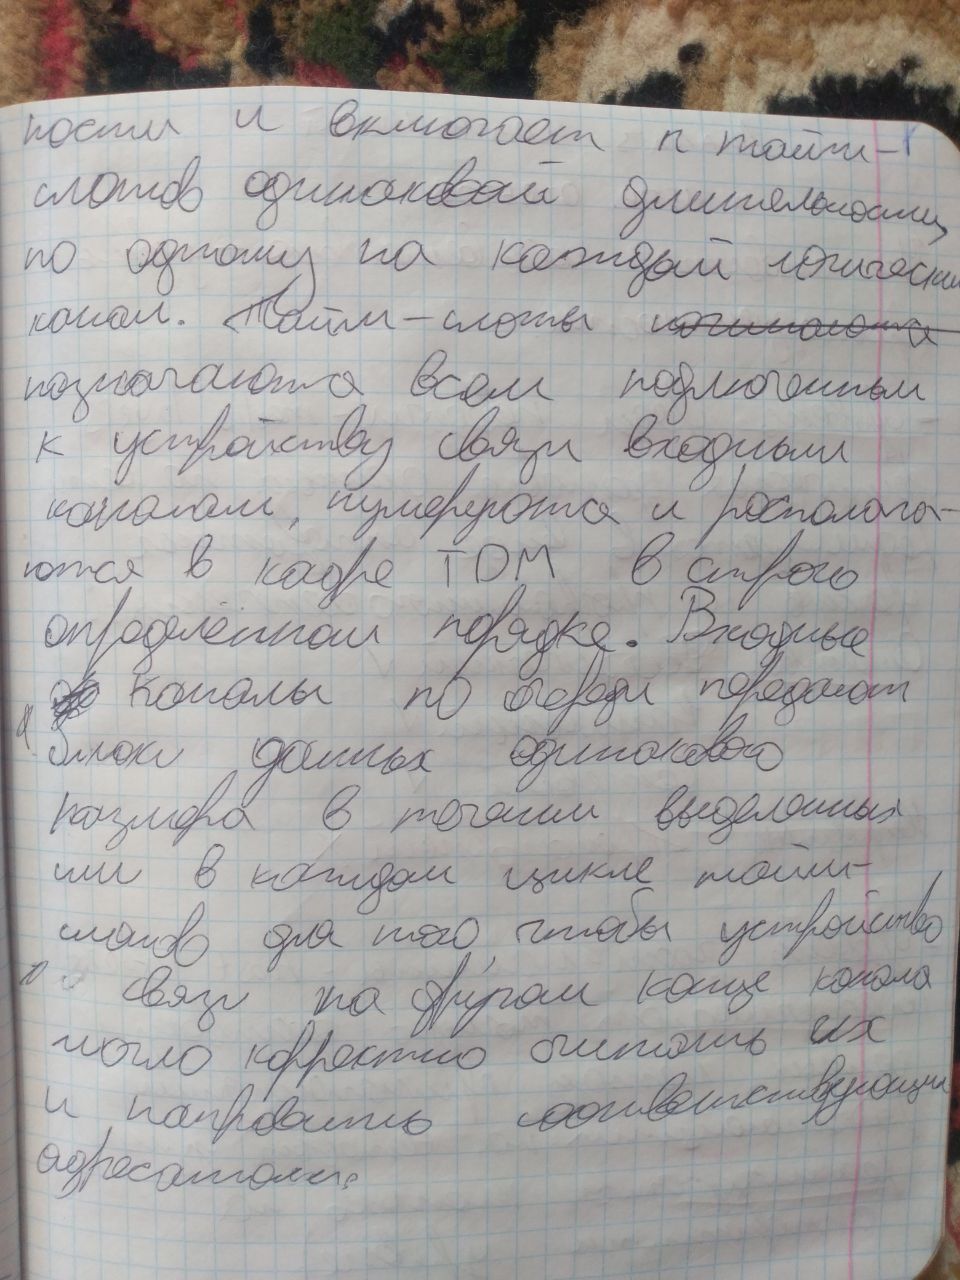 ности и включает n тайм-
слотов одинаковой длительности,
по одному на каждый логический
канал. Тайм-слоты
назначаются всем подключенным
к устройству связи входным
каналам, нумеруются и располага-
ются в кадре TDM в строго
определённом порядке. Входные
каналы по очереди передают
блоки данных одинакового
размера в течении выделенных
им в каждом цикле тайм-
слотов для того, чтобы устройство
связи на другом конце канала
могло корректно считать их
и направить соответствующим
адресатам.